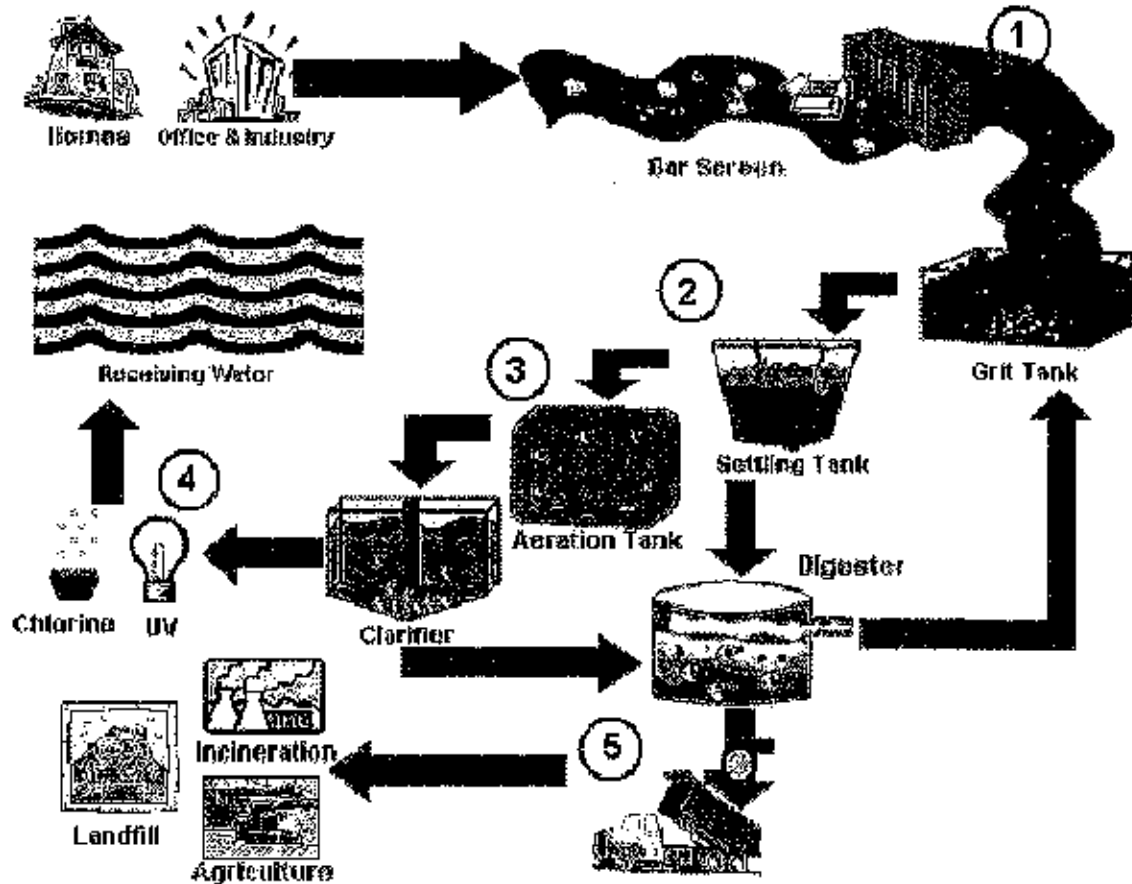 1
Homes
Office & Industry
Bar Screen
2
Receiving Water
3
Grit Tank
Settling Tank
4
Aeration Tank
Digester
Chlorine
UV
Clarifier
5
Incineration
Landfill
Agriculture